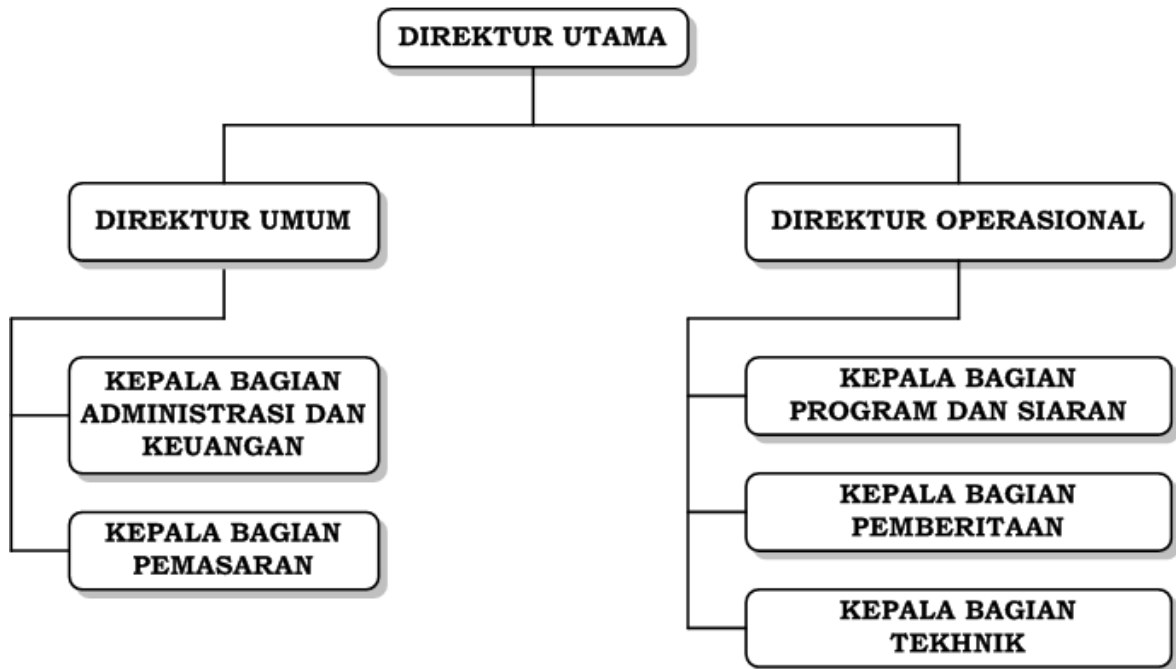 DIREKTUR UTAMA
DIREKTUR UMUM
DIREKTUR OPERASIONAL
KEPALA BAGIAN
ADMINISTRASI DAN
KEUANGAN
KEPALA BAGIAN
PEMASARAN
KEPALA BAGIAN
PROGRAM DAN SIARAN
KEPALA BAGIAN
PEMBERITAAN
KEPALA BAGIAN
TEKHNIK